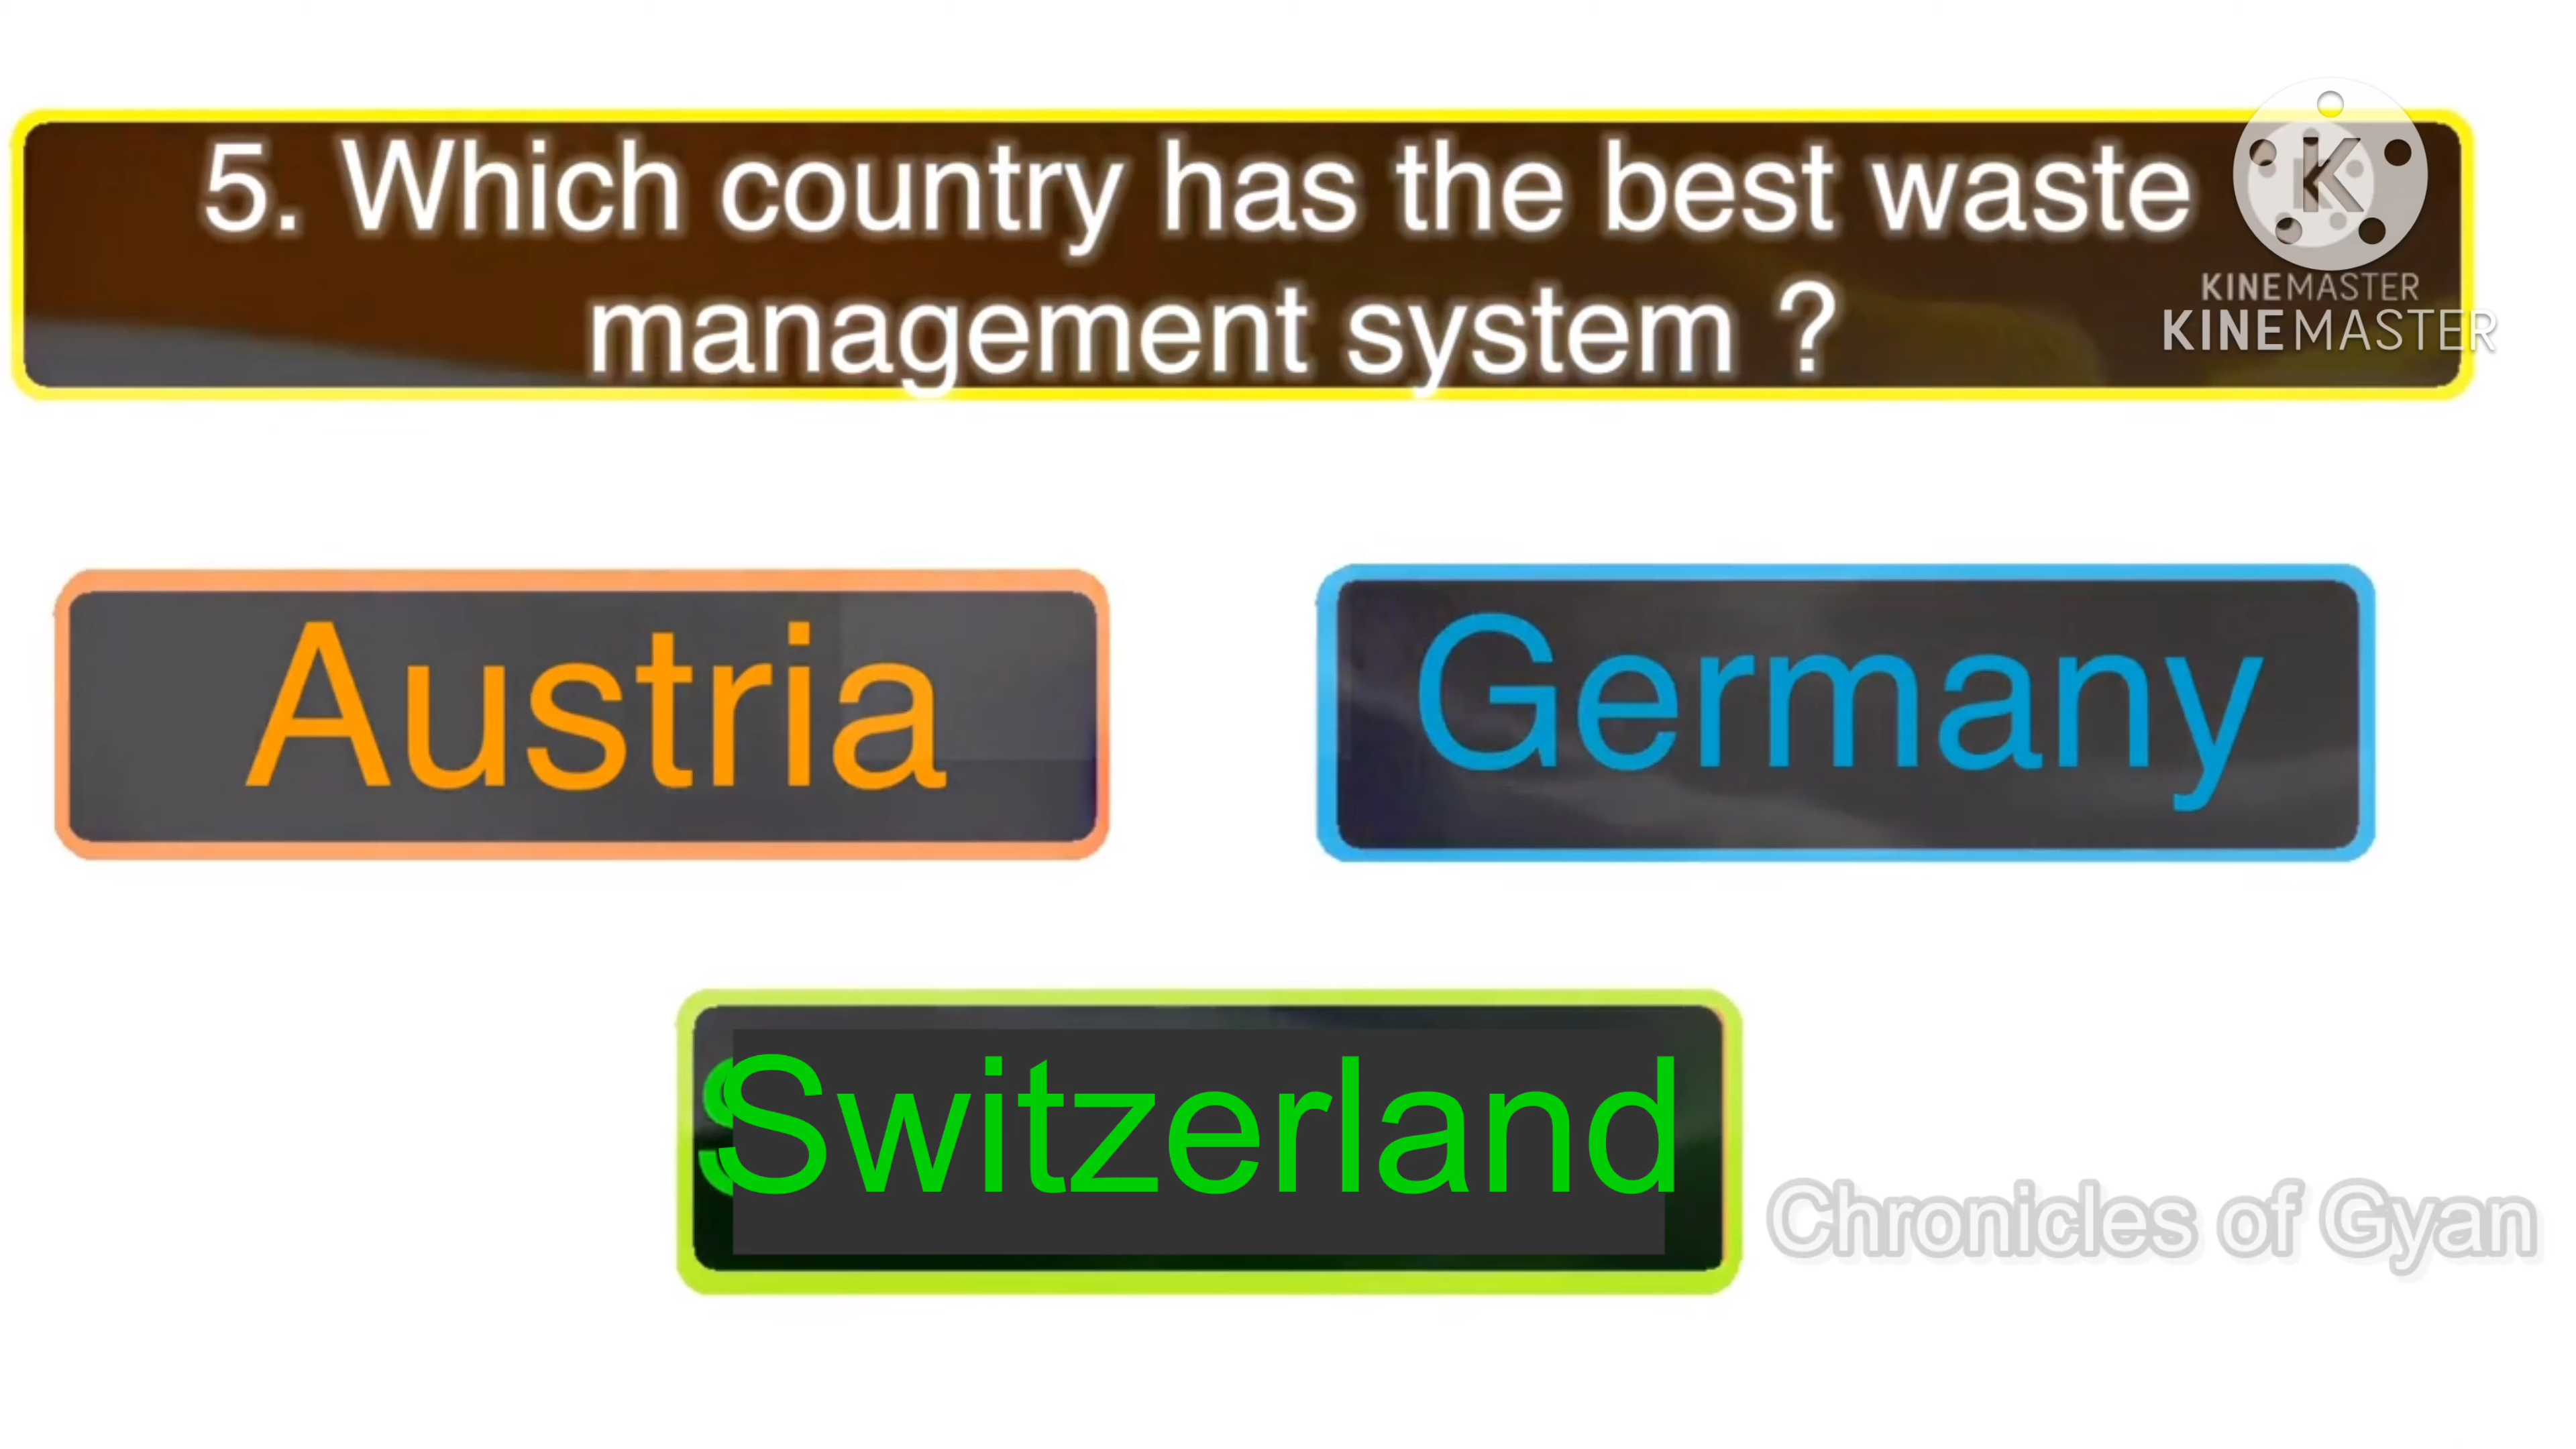 5. Which country has the best waste
management system ?
KINEMASTER
KINEMASTER
Austria
Germany
Switzerland
Chronicles of Gyan